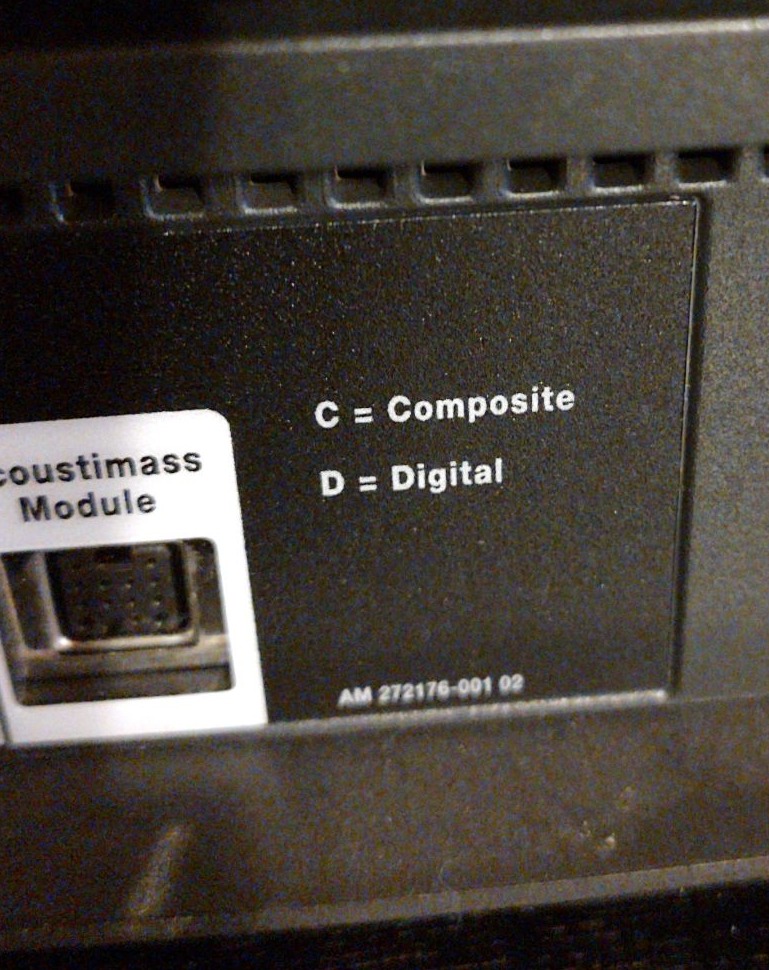 coustimass
Module
C = Composite
D = Digital
AM 272176-001 02